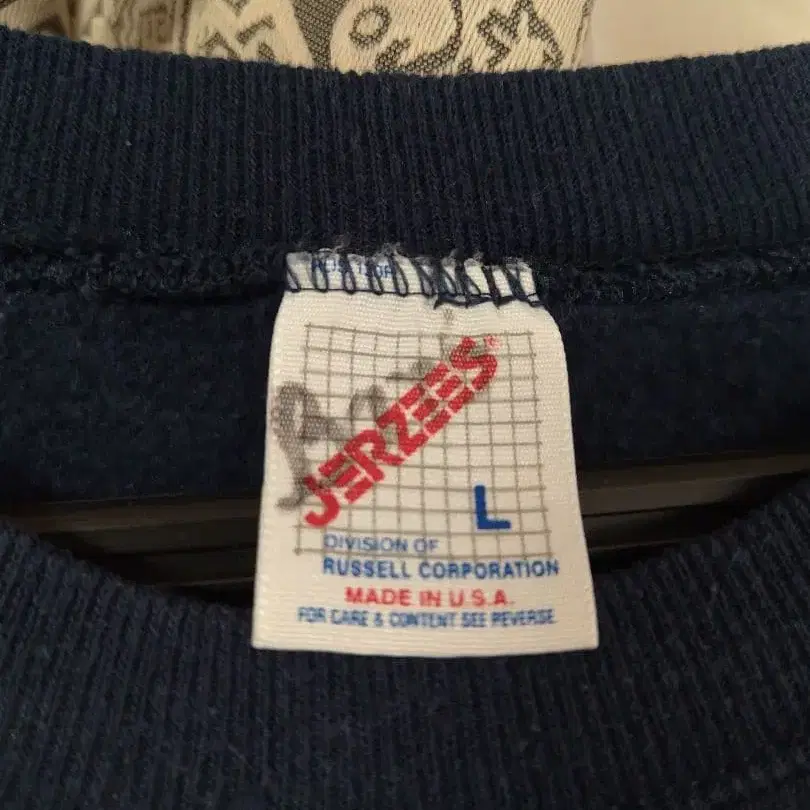 JERZEES®
L
DIVISION OF
RUSSELL CORPORATION
MADE IN U.S.A.
FOR CARE & CONTENT SEE REVERSE